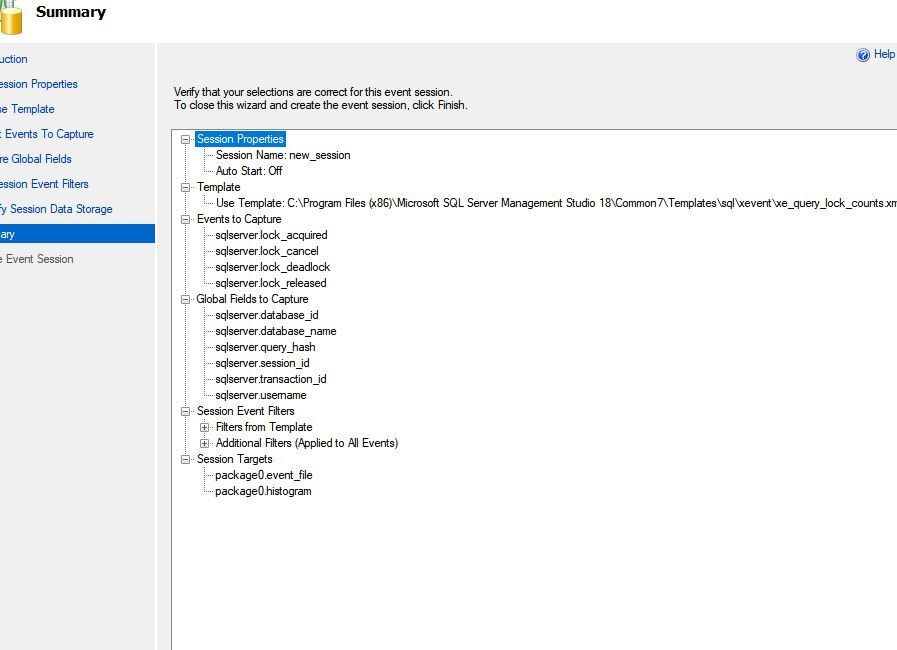 Summary
Help
uction
ession Properties
se Template
t Events To Capture
re Global Fields
ession Event Filters
fy Session Data Storage
ary
e Event Session
Verify that your selections are correct for this event session.
To close this wizard and create the event session, click Finish.
Session Properties
Session Name: new_session
Auto Start: Off
Template
Use Template: C:\Program Files (x86)\Microsoft SQL Server Management Studio 18\Common7\Templates\sql\xevent\xe_query_lock_counts.xm
Events to Capture
sqlserver.lock_acquired
sqlserver.lock_cancel
sqlserver.lock_deadlock
sqlserver.lock_released
Global Fields to Capture
sqlserver.database_id
sqlserver.database_name
sqlserver.query_hash
sqlserver.session_id
sqlserver.transaction_id
sqlserver.username
Session Event Filters
Filters from Template
Additional Filters (Applied to All Events)
Session Targets
package0.event_file
package0.histogram